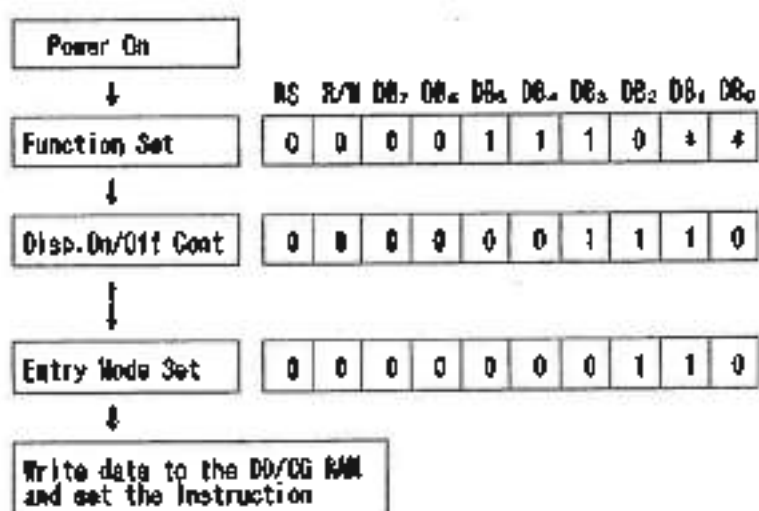 Power On
RS R/W DB7 DB6 DB5 DB4 DB3 DB2 DB1 DB0
Function Set 0 0 0 0 1 1 1 0 * *
Disp.On/Off Cont 0 0 0 0 0 0 1 1 1 0
Entry Mode Set 0 0 0 0 0 0 0 1 1 0
Write data to the DD/CG RAM
and set the Instruction